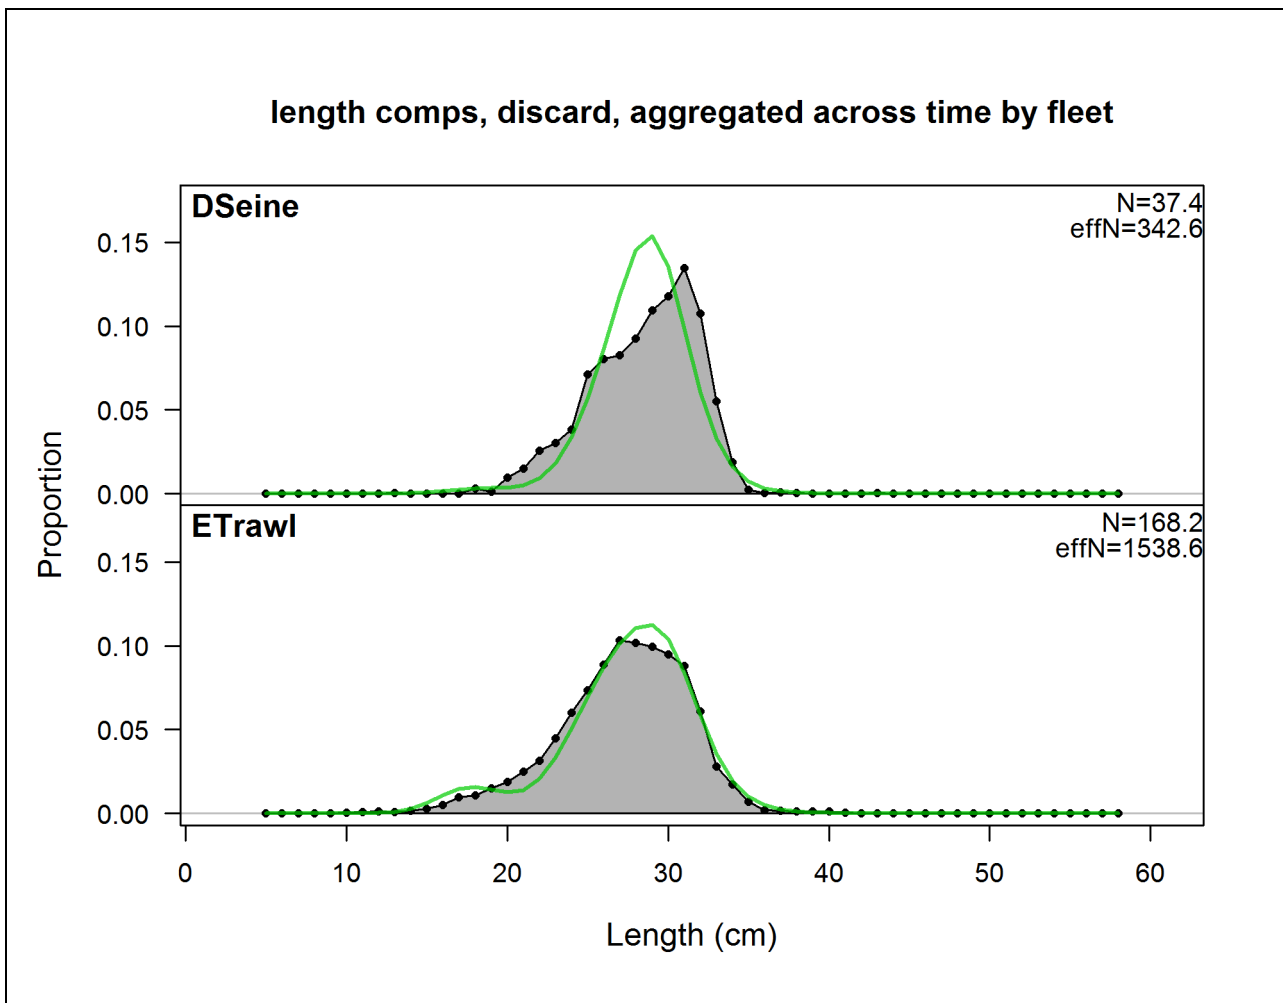 length comps, discard, aggregated across time by fleet
DSeine
N=37.4
effN=342.6
0.15
0.10
0.05
0.00
ETrawl
N=168.2
effN=1538.6
0.15
0.10
0.05
0.00
Proportion
0 10 20 30 40 50 60
Length (cm)